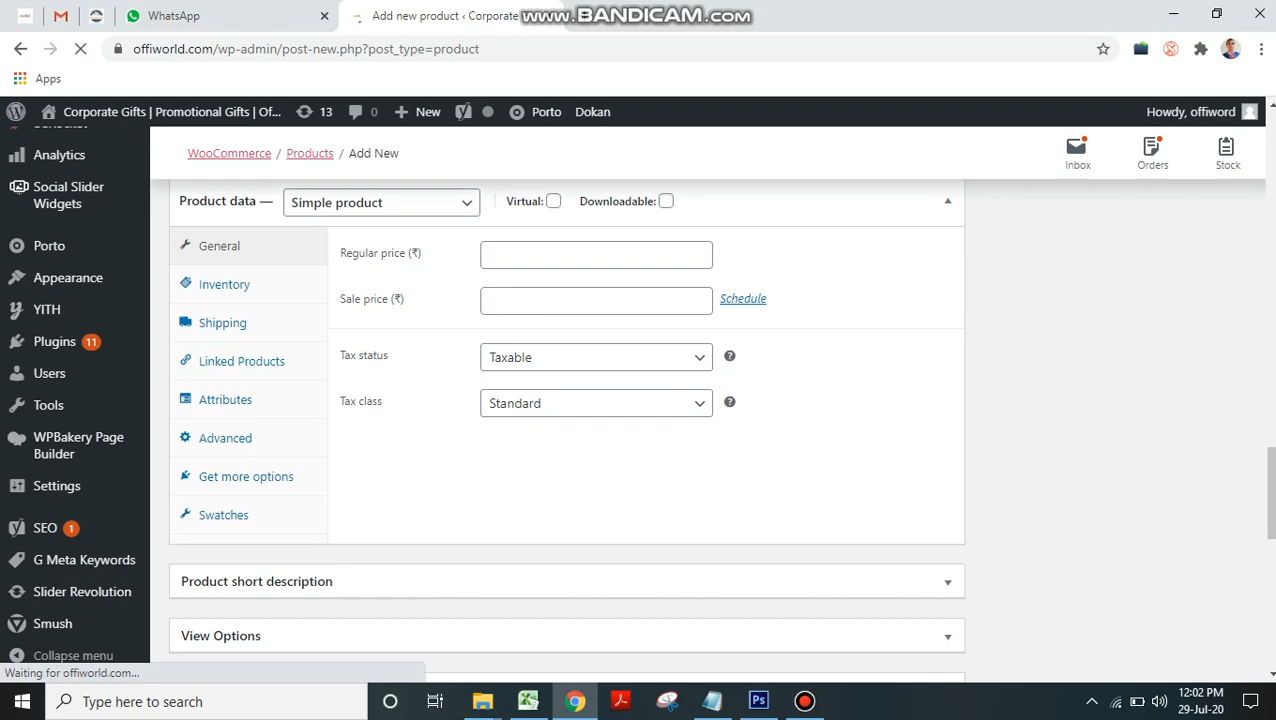 WhatsApp
Add new product ‹ Corporate
www.BANDICAM.com
offiworld.com/wp-admin/post-new.php?post_type=product
Apps
Corporate Gifts | Promotional Gifts | Of...
13
0
New
Porto
Dokan
Howdy, offiword
WooCommerce / Products / Add New
Inbox
Orders
Stock
Analytics
Social Slider
Widgets
Porto
Appearance
YITH
Plugins 11
Users
Tools
WPBakery Page
Builder
Settings
SEO 1
G Meta Keywords
Slider Revolution
Smush
Collapse menu
Product data —
Simple product
Virtual:
Downloadable:
General
Inventory
Shipping
Linked Products
Attributes
Advanced
Get more options
Swatches
Regular price (₹)
Sale price (₹)
Schedule
Tax status
Taxable
Tax class
Standard
Product short description
View Options
Waiting for offiworld.com...
Type here to search
12:02 PM
29-Jul-20